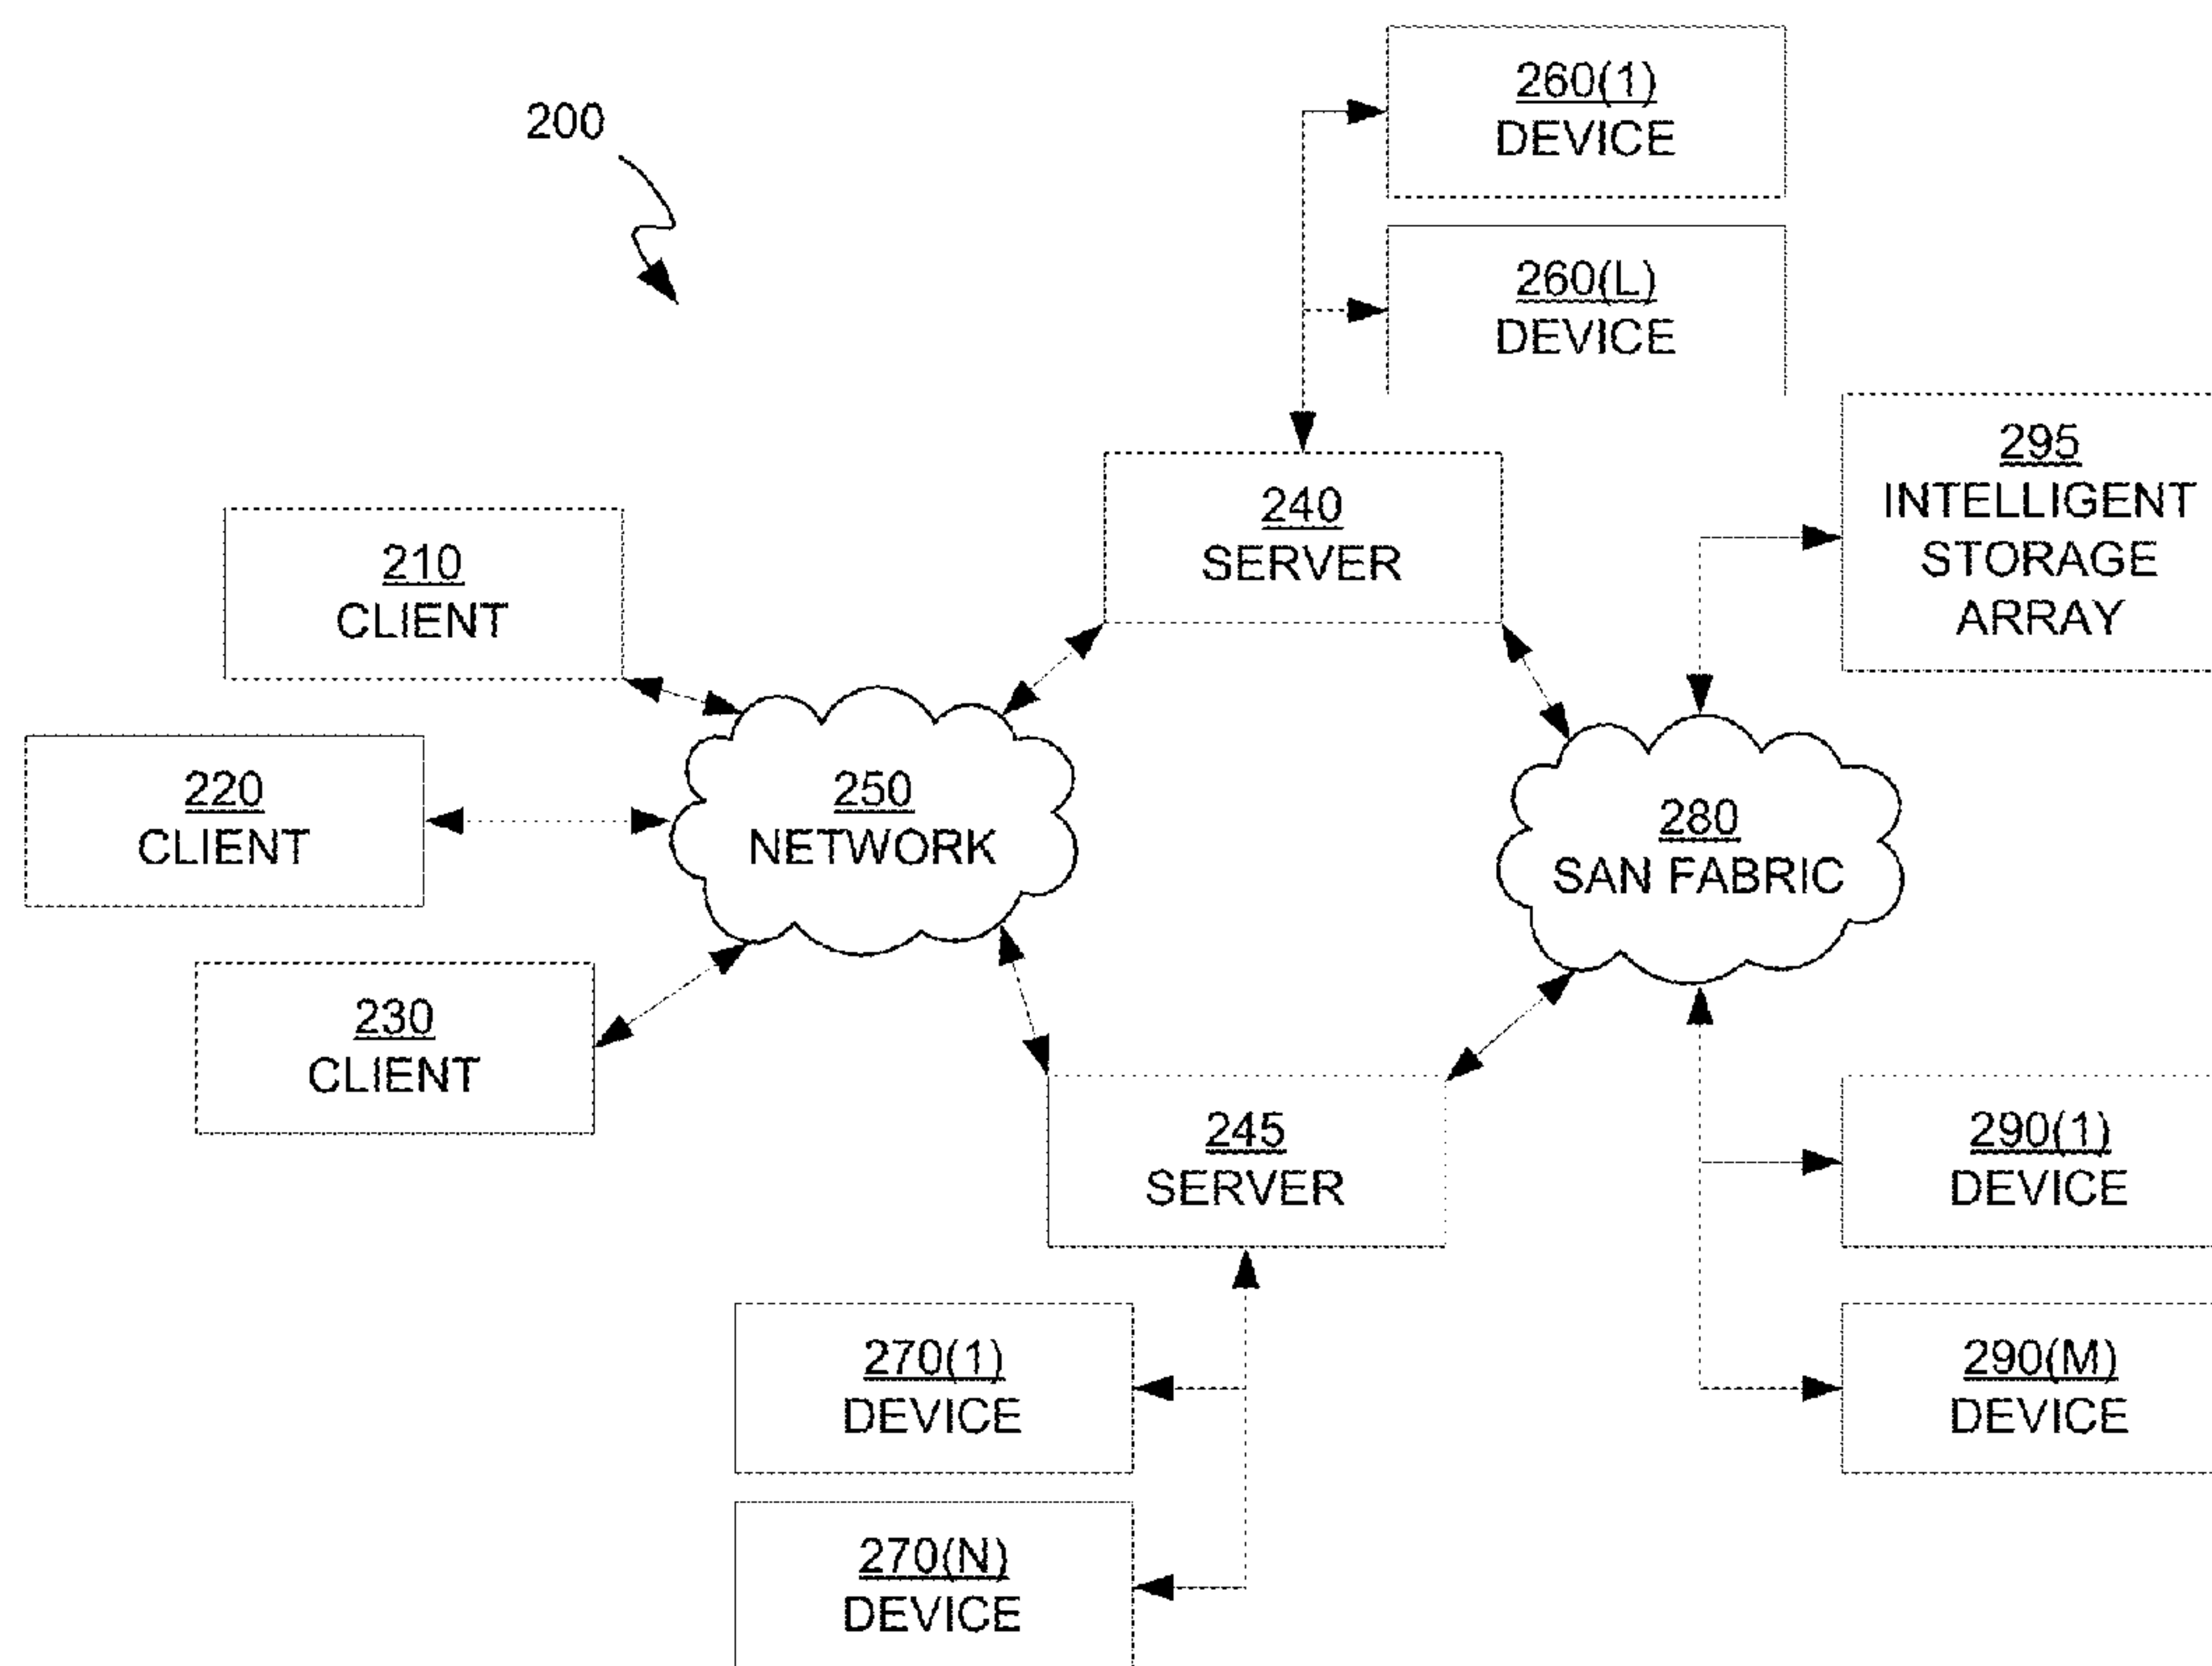 200
260(1)
DEVICE
260(L)
DEVICE
295
INTELLIGENT
STORAGE
ARRAY
240
SERVER
210
CLIENT
220
CLIENT
250
NETWORK
280
SAN FABRIC
230
CLIENT
245
SERVER
290(1)
DEVICE
270(1)
DEVICE
290(M)
DEVICE
270(N)
DEVICE